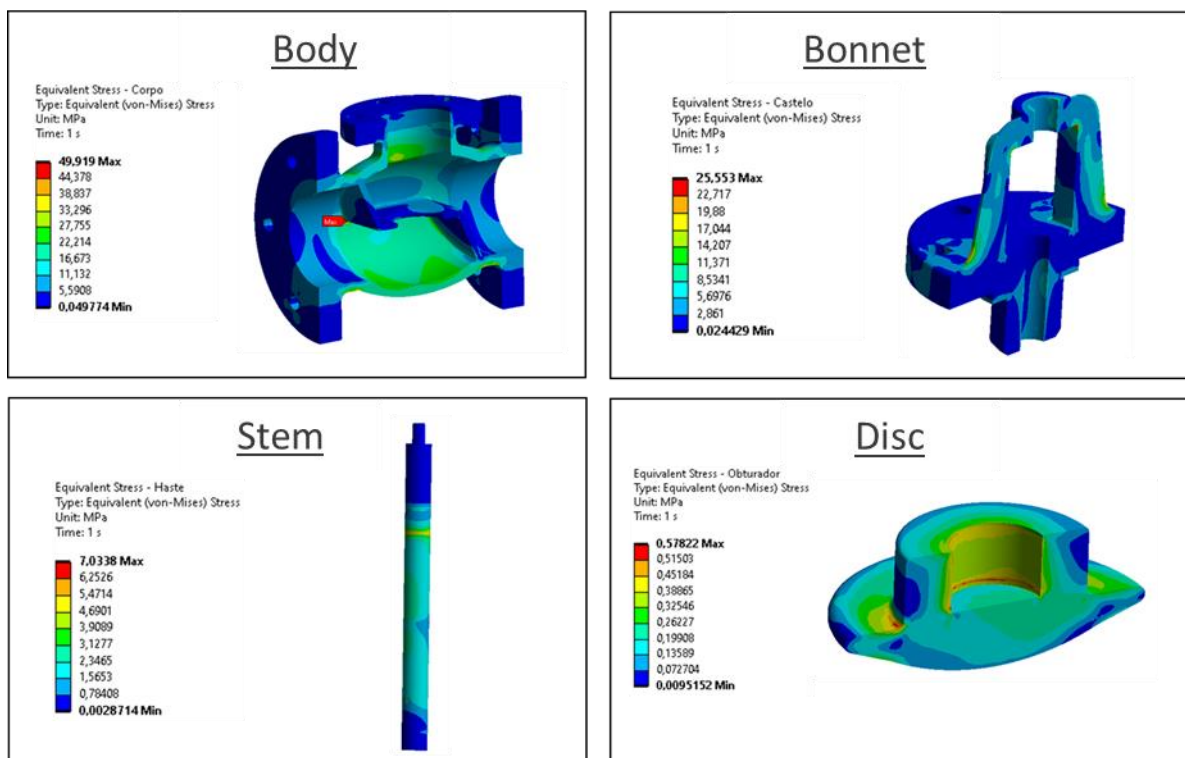 Body
Equivalent Stress - Corpo
Type: Equivalent (von-Mises) Stress
Unit: MPa
Time: 1 s
49,919 Max
44,378
38,837
33,296
27,755
22,214
16,673
11,132
5,5908
0,049774 Min
Max
Bonnet
Equivalent Stress - Castelo
Type: Equivalent (von-Mises) Stress
Unit: MPa
Time: 1 s
25,553 Max
22,717
19,88
17,044
14,207
11,371
8,5341
5,6976
2,861
0,024429 Min
Stem
Equivalent Stress - Haste
Type: Equivalent (von-Mises) Stress
Unit: MPa
Time: 1 s
7,0338 Max
6,2526
5,4714
4,6901
3,9089
3,1277
2,3465
1,5653
0,78408
0,0028714 Min
Disc
Equivalent Stress - Obturador
Type: Equivalent (von-Mises) Stress
Unit: MPa
Time: 1 s
0,57822 Max
0,51503
0,45184
0,38865
0,32546
0,26227
0,19908
0,13589
0,072704
0,0095152 Min